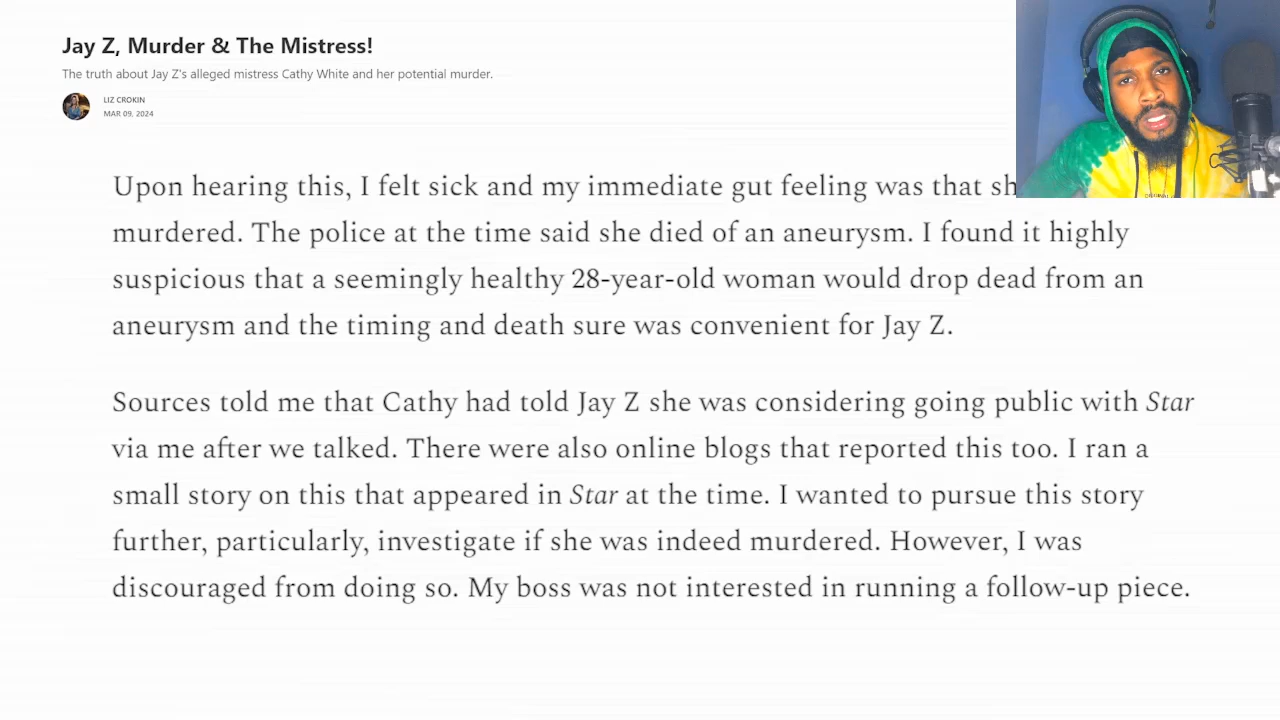 Jay Z, Murder & The Mistress!
The truth about Jay Z's alleged mistress Cathy White and her potential murder.
LIZ CROKIN
MAR 09, 2024
Upon hearing this, I felt sick and my immediate gut feeling was that sh
murdered. The police at the time said she died of an aneurysm. I found it highly
suspicious that a seemingly healthy 28-year-old woman would drop dead from an
aneurysm and the timing and death sure was convenient for Jay Z.
Sources told me that Cathy had told Jay Z she was considering going public with Star
via me after we talked. There were also online blogs that reported this too. I ran a
small story on this that appeared in Star at the time. I wanted to pursue this story
further, particularly, investigate if she was indeed murdered. However, I was
discouraged from doing so. My boss was not interested in running a follow-up piece.